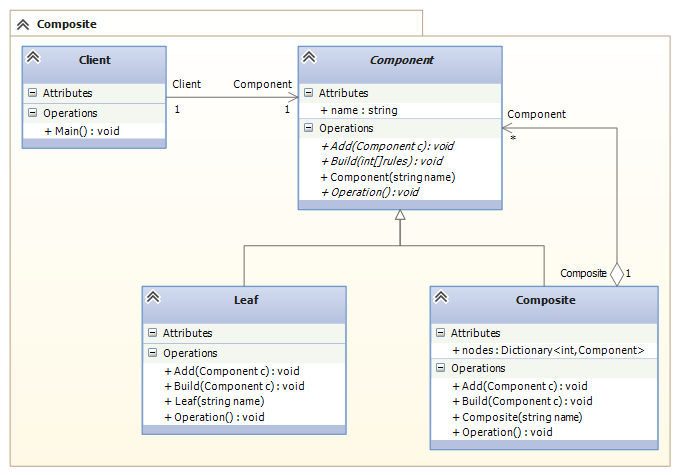 Composite
Client
Attributes
Operations
+ Main() : void
Client
1
Component
1
Component
Attributes
+ name : string
Operations
+ Add(Component c): void
+ Build(int[]rules) : void
+ Component(string name)
+ Operation() : void
Component
*
Composite
1
Leaf
Attributes
Operations
+ Add(Component c) : void
+ Build(Component c) : void
+ Leaf(string name)
+ Operation() : void
Composite
Attributes
+ nodes : Dictionary<int,Component>
Operations
+ Add(Component c) : void
+ Build(Component c) : void
+ Composite(string name)
+ Operation() : void